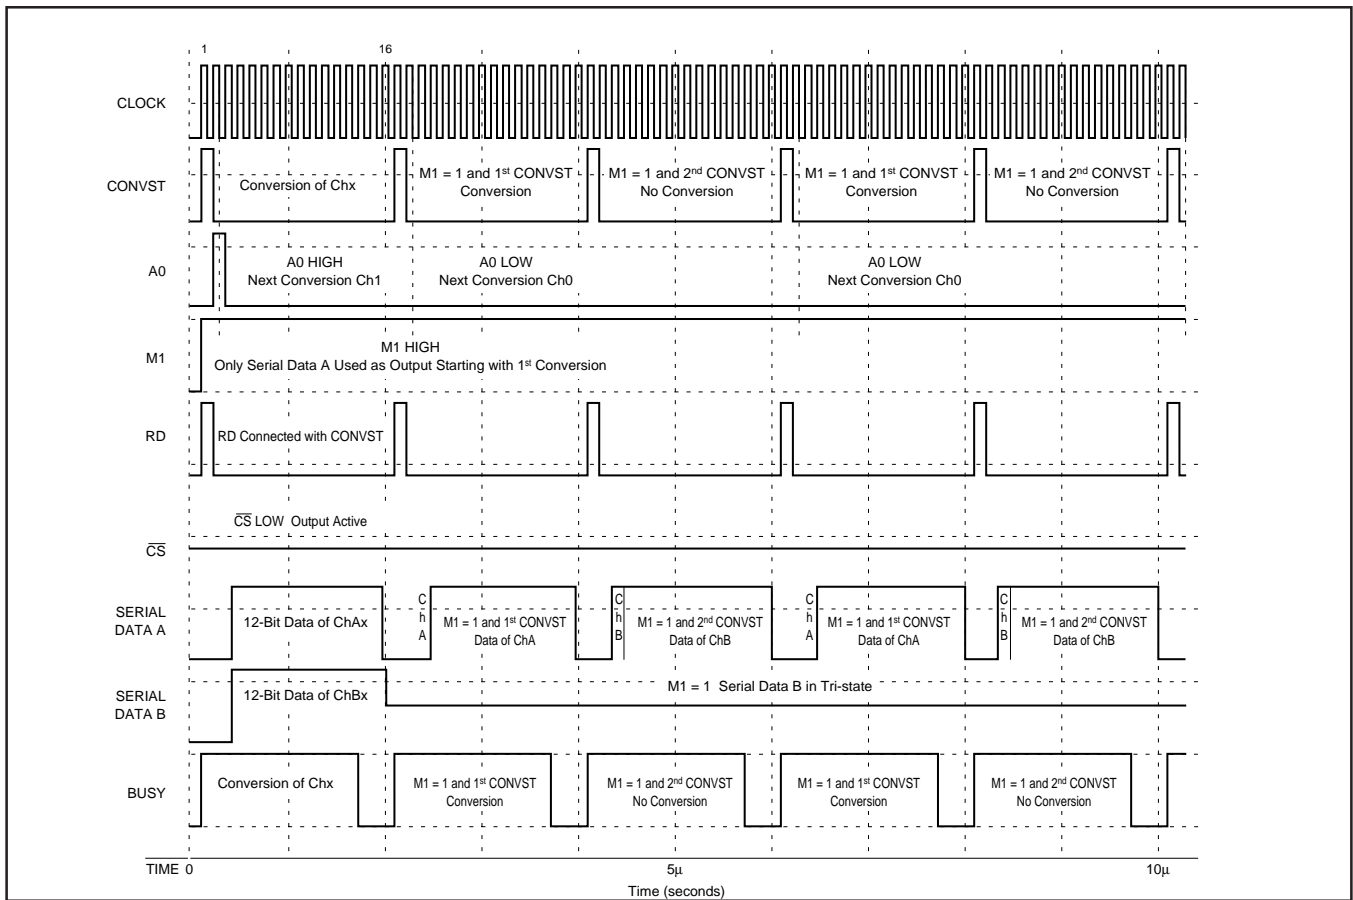 1 16
CLOCK
CONVST
Conversion of Chx
M1 = 1 and 1st CONVST
Conversion
M1 = 1 and 2nd CONVST
No Conversion
M1 = 1 and 1st CONVST
Conversion
M1 = 1 and 2nd CONVST
No Conversion
A0
A0 HIGH
Next Conversion Ch1
A0 LOW
Next Conversion Ch0
A0 LOW
Next Conversion Ch0
M1
M1 HIGH
Only Serial Data A Used as Output Starting with 1st Conversion
RD
RD Connected with CONVST
CS LOW Output Active
CS
SERIAL
DATA A
12-Bit Data of ChAx
ChA
M1 = 1 and 1st CONVST
Data of ChA
ChB
M1 = 1 and 2nd CONVST
Data of ChB
ChA
M1 = 1 and 1st CONVST
Data of ChA
ChB
M1 = 1 and 2nd CONVST
Data of ChB
SERIAL
DATA B
12-Bit Data of ChBx
M1 = 1 Serial Data B in Tri-state
BUSY
Conversion of Chx
M1 = 1 and 1st CONVST
Conversion
M1 = 1 and 2nd CONVST
No Conversion
M1 = 1 and 1st CONVST
Conversion
M1 = 1 and 2nd CONVST
No Conversion
TIME 0 5µ 10µ
Time (seconds)